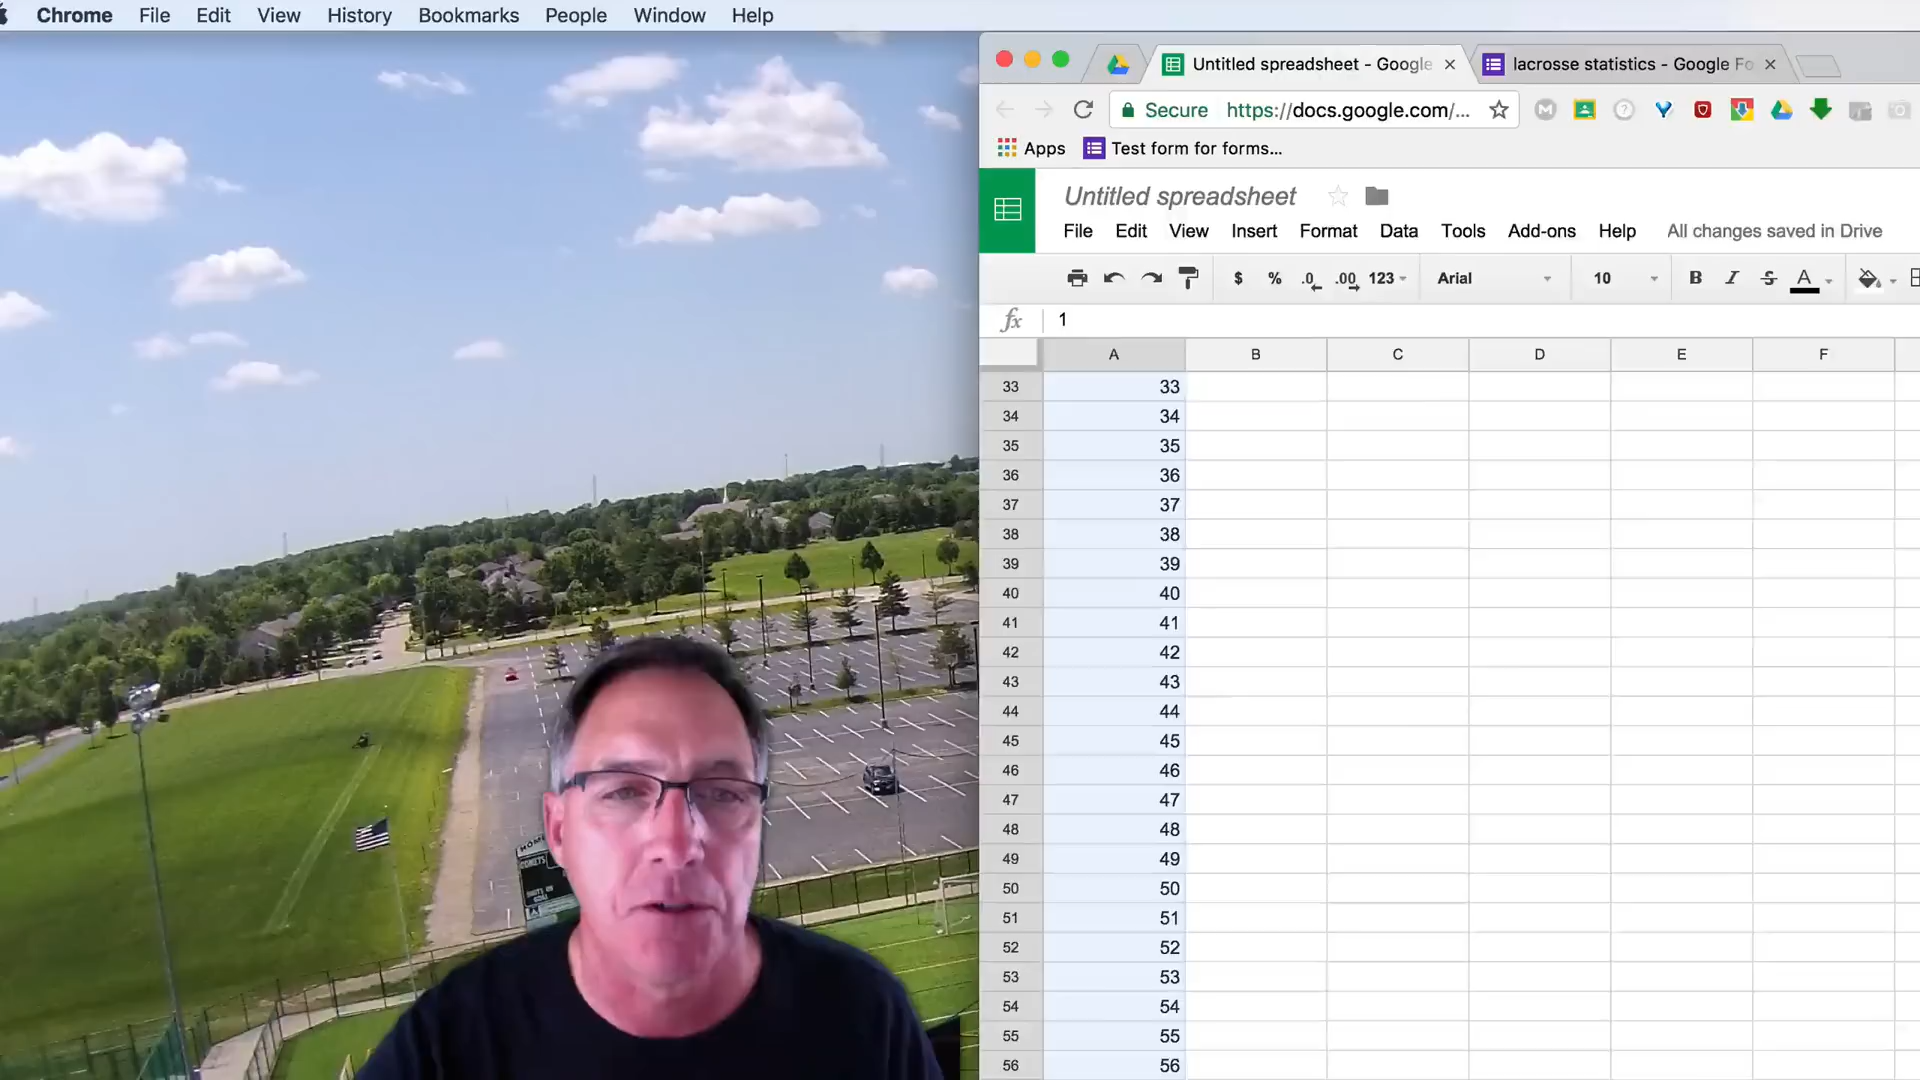 Chrome File Edit View History Bookmarks People Window Help
Untitled spreadsheet - Google
lacrosse statistics - Google Fo
Secure https://docs.google.com/...
Apps Test form for forms...
Untitled spreadsheet
File Edit View Insert Format Data Tools Add-ons Help All changes saved in Drive
$ % .0 .00 123 Arial 10 B I S A
fx 1
A B C D E F
33 33
34 34
35 35
36 36
37 37
38 38
39 39
40 40
41 41
42 42
43 43
44 44
45 45
46 46
47 47
48 48
49 49
50 50
51 51
52 52
53 53
54 54
55 55
56 56
HOME
COMETS